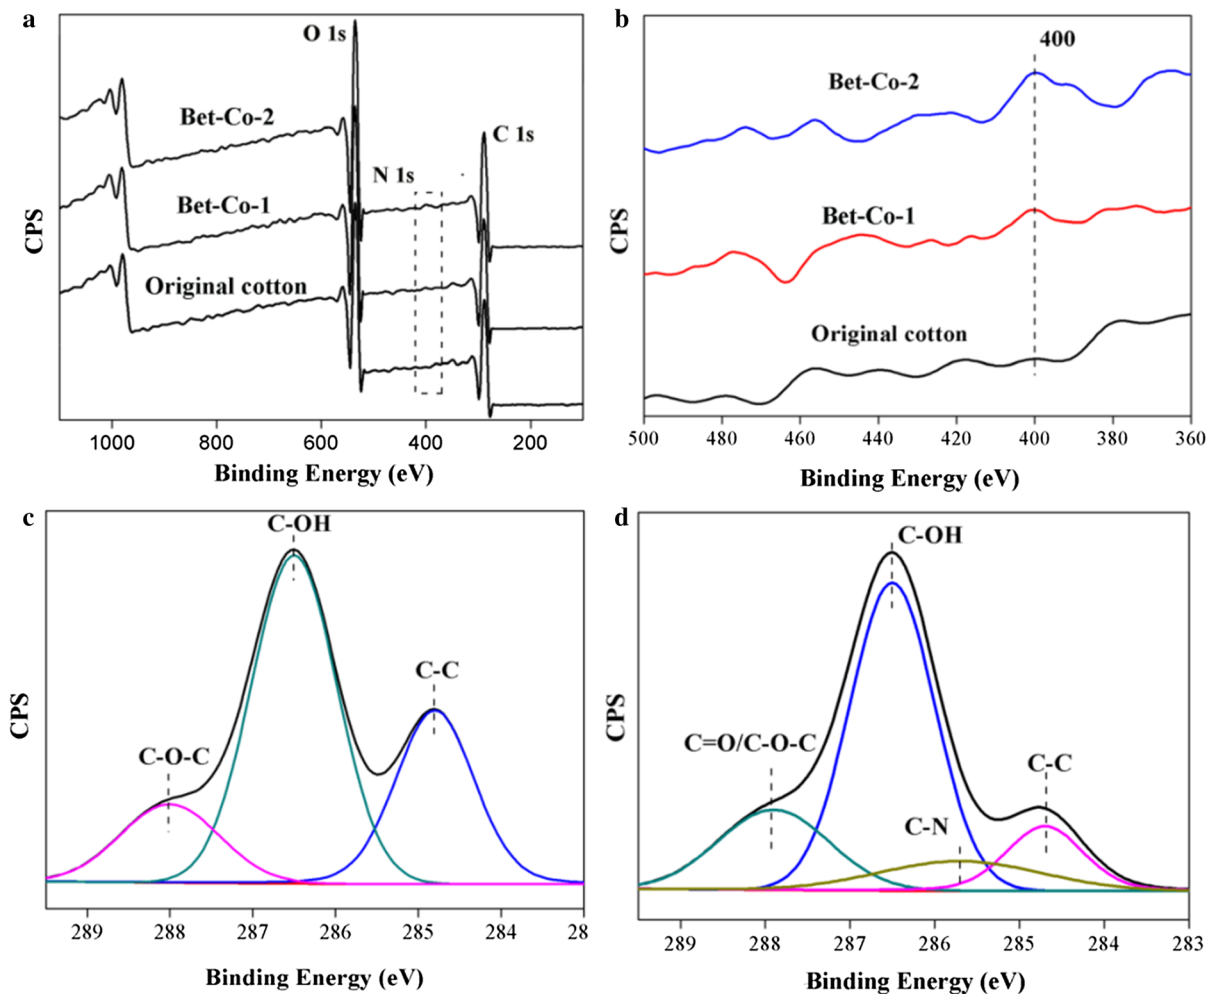 a
O 1s
Bet-Co-2
C 1s
N 1s
Bet-Co-1
Original cotton
CPS
1000 800 600 400 200
Binding Energy (eV)
b
400
Bet-Co-2
Bet-Co-1
Original cotton
CPS
500 480 460 440 420 400 380 360
Binding Energy (eV)
c
C-OH
C-C
C-O-C
CPS
289 288 287 286 285 284 28
Binding Energy (eV)
d
C-OH
C=O/C-O-C
C-C
C-N
CPS
289 288 287 286 285 284 283
Binding Energy (eV)